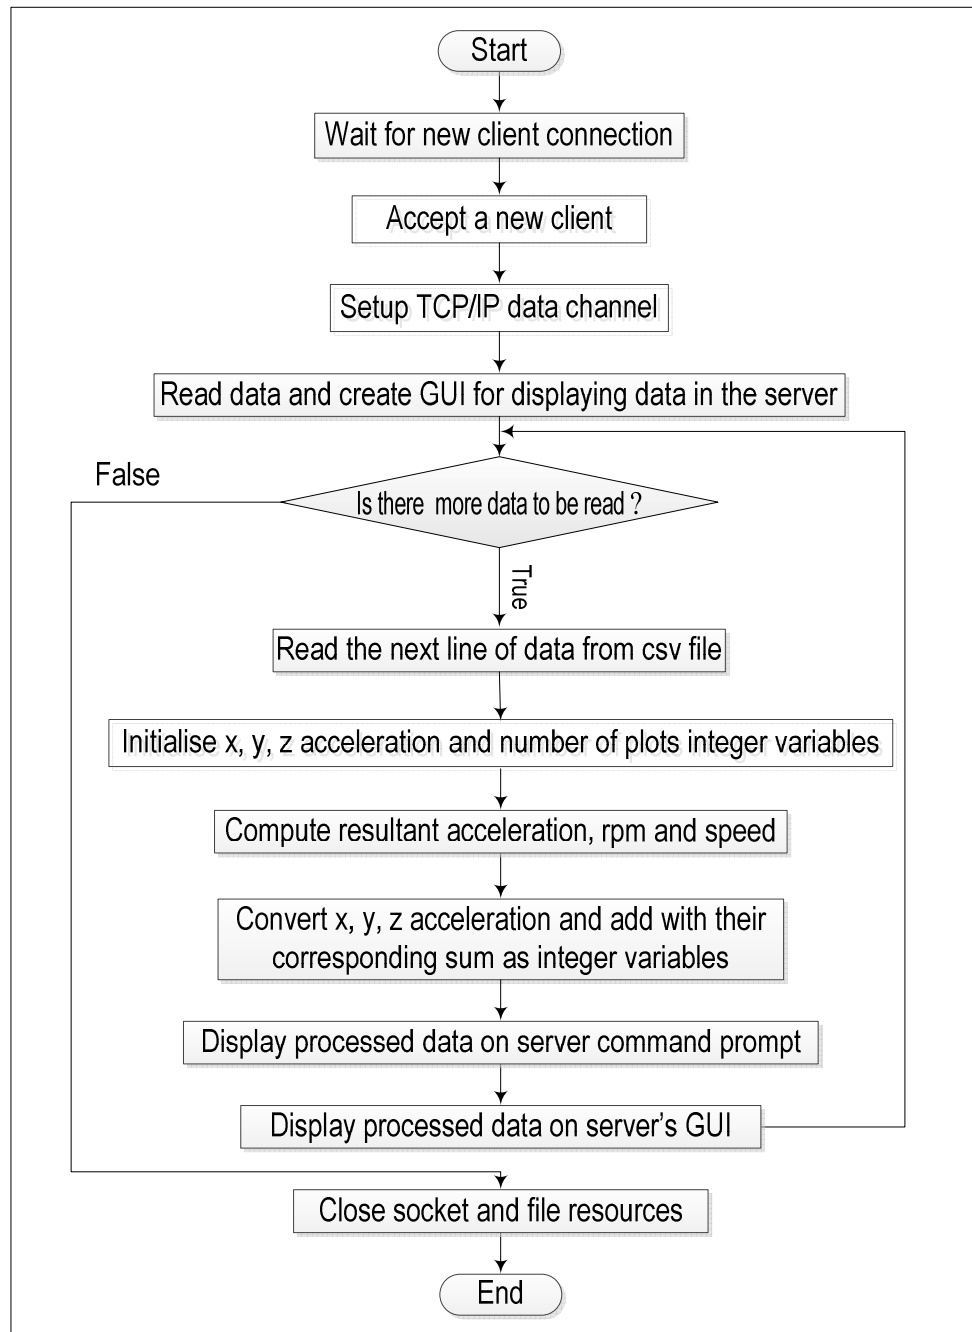 Start
Wait for new client connection
Accept a new client
Setup TCP/IP data channel
Read data and create GUI for displaying data in the server
False
Is there more data to be read ?
True
Read the next line of data from csv file
Initialise x, y, z acceleration and number of plots integer variables
Compute resultant acceleration, rpm and speed
Convert x, y, z acceleration and add with their
corresponding sum as integer variables
Display processed data on server command prompt
Display processed data on server’s GUI
Close socket and file resources
End